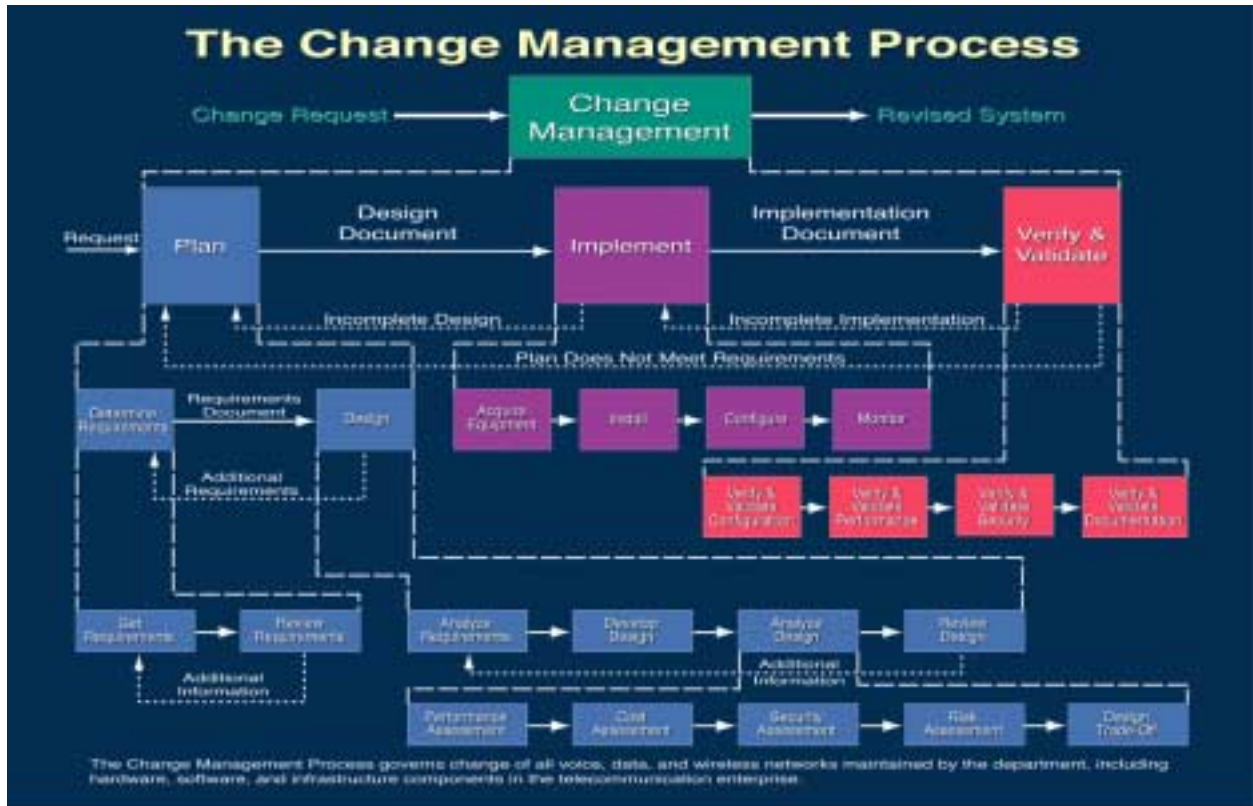 The Change Management Process
Change Request
Change
Management
Revised System
Request
Plan
Design
Document
Implement
Implementation
Document
Verify &
Validate
Incomplete Design
Incomplete Implementation
Plan Does Not Meet Requirements
Determine
Requirements
Requirements
Document
Design
Additional
Requirements
Acquire
Equipment
Install
Configure
Monitor
Verify &
Validate
Configuration
Verify &
Validate
Performance
Verify &
Validate
Security
Verify &
Validate
Documentation
Get
Requirements
Review
Requirements
Additional
Information
Analyze
Requirements
Develop
Design
Analyze
Design
Review
Design
Additional
Information
Performance
Assessment
Cost
Assessment
Security
Assessment
Risk
Assessment
Design
Trade-Off
The Change Management Process governs change of all voice, data, and wireless networks maintained by the department, including
hardware, software, and infrastructure components in the telecommunication enterprise.